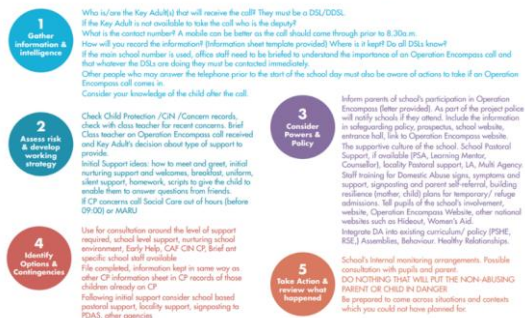 1
Gather
information &
intelligence
Who is/are the Key Adult(s) that will receive the call? They must be a DSL/DDSL.
If the Key Adult is not available to take the call who is the deputy?
What is the contact number? A mobile can be better as the call should come through prior to 8.30a.m.
How will you record the information? (Information sheet template provided) Where is it kept? Do all DSLs know?
If the main school number is used, office staff need to be briefed to understand the importance of an Operation Encompass call and
that whatever the DSLs are doing they must be contacted immediately.
Other people who may answer the telephone prior to the start of the school day must also be aware of actions to take if an Operation
Encompass call comes in.
Consider your knowledge of the child after the call.
2
Assess risk
& develop
working
strategy
Check Child Protection /CiN /Concern records,
check with class teacher for recent concerns. Brief
Class teacher on Operation Encompass call received
and Key Adult's decision about type of support to
provide.
Initial Support ideas: how to meet and greet, initial
nurturing support and welcomes, breakfast, uniform,
silent support, homework, scripts to give the child to
enable them to answer questions from friends.
If CP concerns call Social Care out of hours (before
09:00) or MARU
3
Consider
Powers &
Policy
Inform parents of school's participation in Operation
Encompass (letter provided). As part of the project police
will notify schools if they attend. Include the information
in safeguarding policy, prospectus, school website,
entrance hall, link to Operation Encompass website.
The supportive culture of the school. School Pastoral
Support, if available (PSA, Learning Mentor,
Counsellor), locality Pastoral support, LA, Multi Agency
Staff training for Domestic Abuse signs, symptoms and
support, signposting and parent self-referral, building
resilience (mother, child) plans for temporary/ refuge
admissions. Tell pupils of the school's involvement,
website, Operation Encompass Website, other national
websites such as Hideout, Women's Aid.
Integrate DA into existing curriculum/ policy (PSHE,
RSE,) Assemblies, Behaviour. Healthy Relationships.
4
Identify
Options &
Contingencies
Use for consultation around the level of support
required, school level support, nurturing school
environment, Early Help, CAF CIN CP, Brief ant
specific school staff available
File completed, information kept in same way as
other CP information sheet in CP records of those
children already on CP
Following initial support consider school based
pastoral support, locality support, signposting to
PDAS, other agencies
5
Take Action &
review what
happened
School's Internal monitoring arrangements. Possible
consultation with pupils and parent.
DO NOTHING THAT WILL PUT THE NON-ABUSING
PARENT OR CHILD IN DANGER
Be prepared to come across situations and contexts
which you could not have planned for.